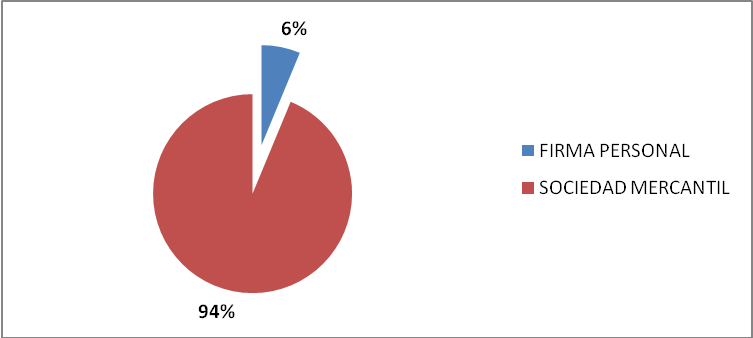 6%
FIRMA PERSONAL
SOCIEDAD MERCANTIL
94%